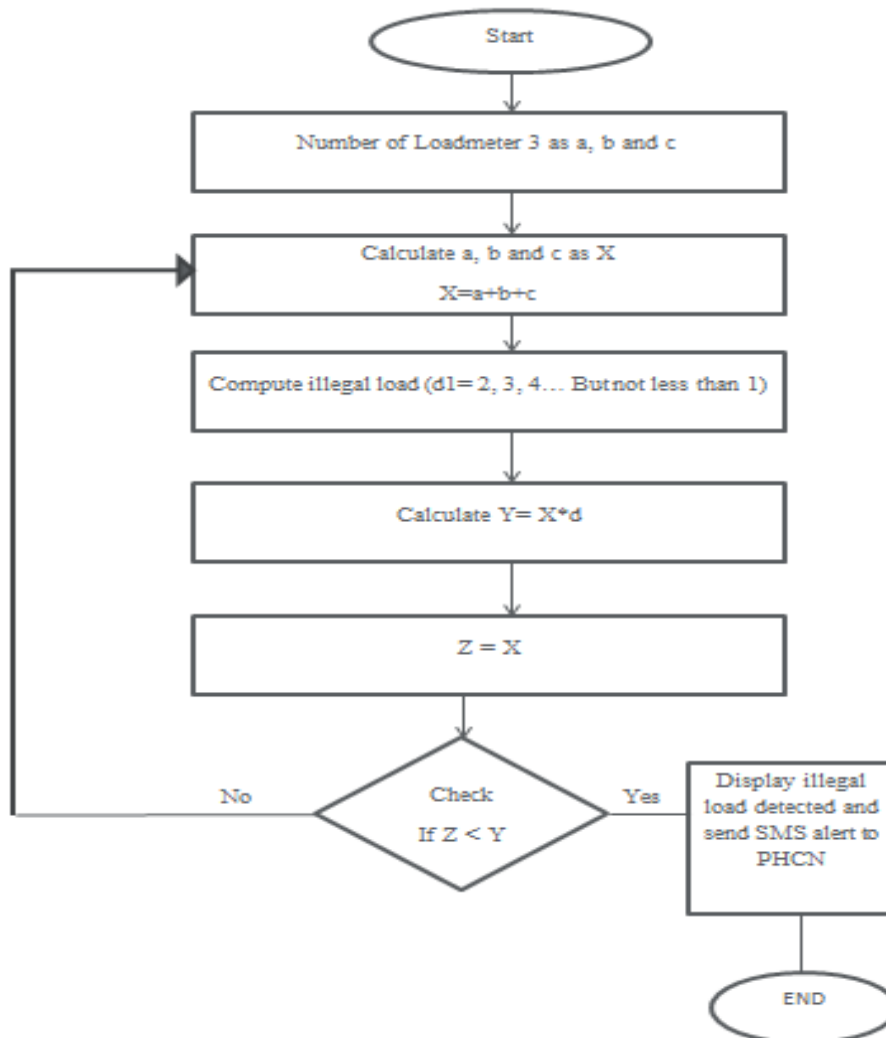 Start
Number of Loadmeter 3 as a, b and c
Calculate a, b and c as X
X=a+b+c
Compute illegal load (d1= 2, 3, 4... But not less than 1)
Calculate Y= X*d
Z = X
Check
If Z < Y
No
Yes
Display illegal
load detected and
send SMS alert to
PHCN
END